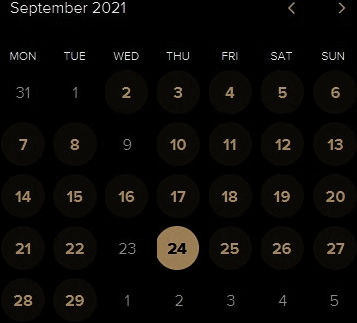 September 2021
MON TUE WED THU FRI SAT SUN
31 1 2 3 4 5 6
7 8 9 10 11 12 13
14 15 16 17 18 19 20
21 22 23 24 25 26 27
28 29 1 2 3 4 5